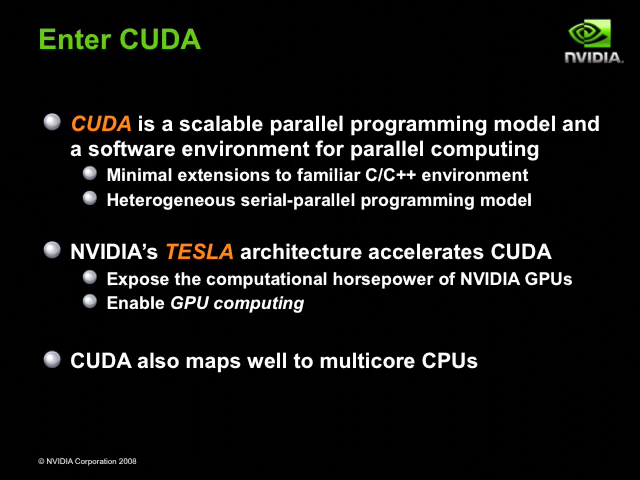 Enter CUDA
NVIDIA.
CUDA is a scalable parallel programming model and
a software environment for parallel computing
Minimal extensions to familiar C/C++ environment
Heterogeneous serial-parallel programming model
NVIDIA's TESLA architecture accelerates CUDA
Expose the computational horsepower of NVIDIA GPUs
Enable GPU computing
CUDA also maps well to multicore CPUs
© NVIDIA Corporation 2008